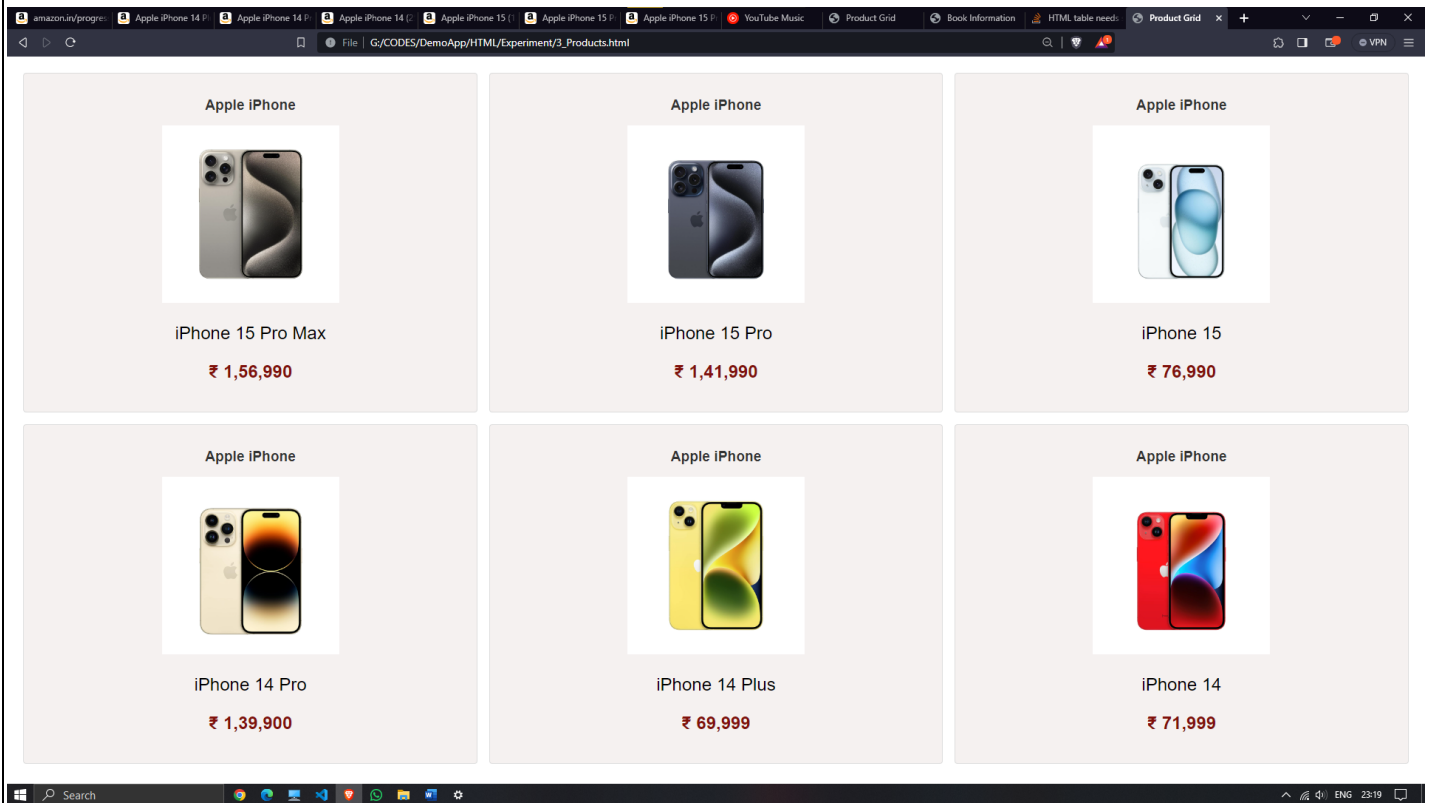 amazon.in/progres Apple iPhone 14 Pl Apple iPhone 14 Pr Apple iPhone 14 (2 Apple iPhone 15 (1 Apple iPhone 15 Pr Apple iPhone 15 Pr YouTube Music Product Grid Book Information HTML table needs Product Grid
File G:/CODES/DemoApp/HTML/Experiment/3_Products.html VPN
Apple iPhone Apple iPhone Apple iPhone
iPhone 15 Pro Max iPhone 15 Pro iPhone 15
₹ 1,56,990 ₹ 1,41,990 ₹ 76,990
Apple iPhone Apple iPhone Apple iPhone
iPhone 14 Pro iPhone 14 Plus iPhone 14
₹ 1,39,900 ₹ 69,999 ₹ 71,999
Search ENG 23:19